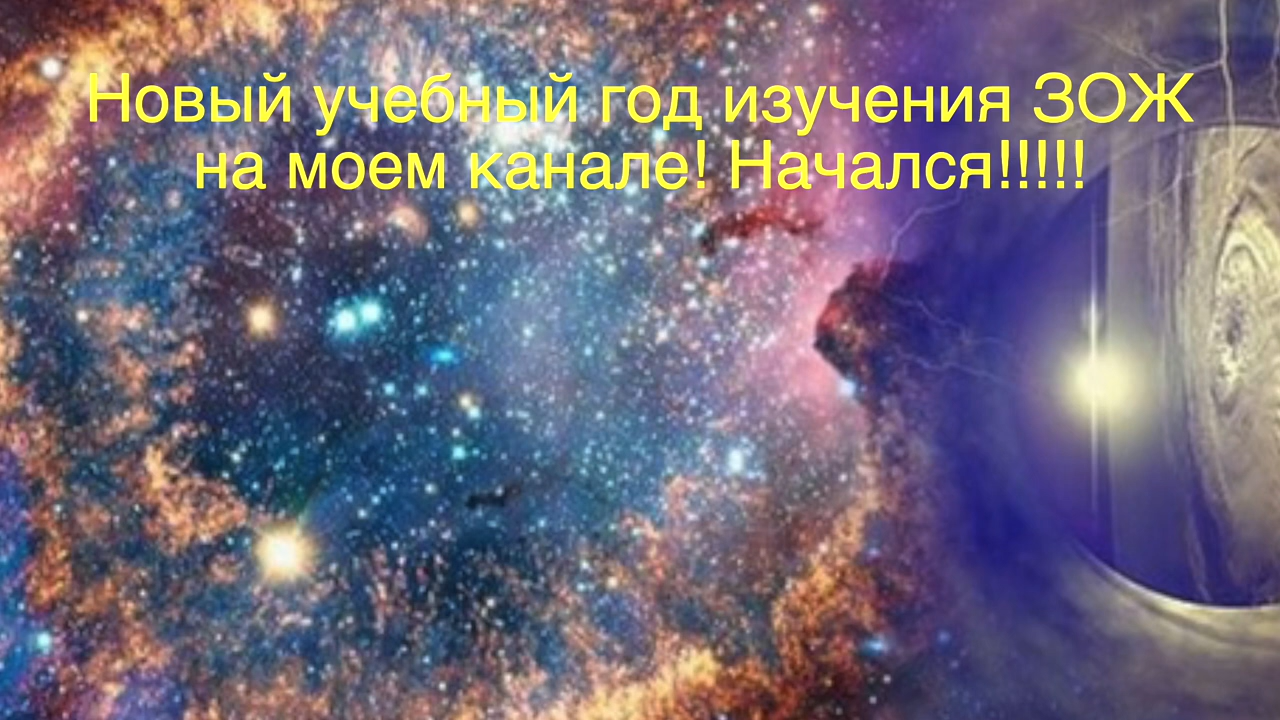 Новый учебный год изучения ЗОЖ
на моем канале! Начался!!!!!